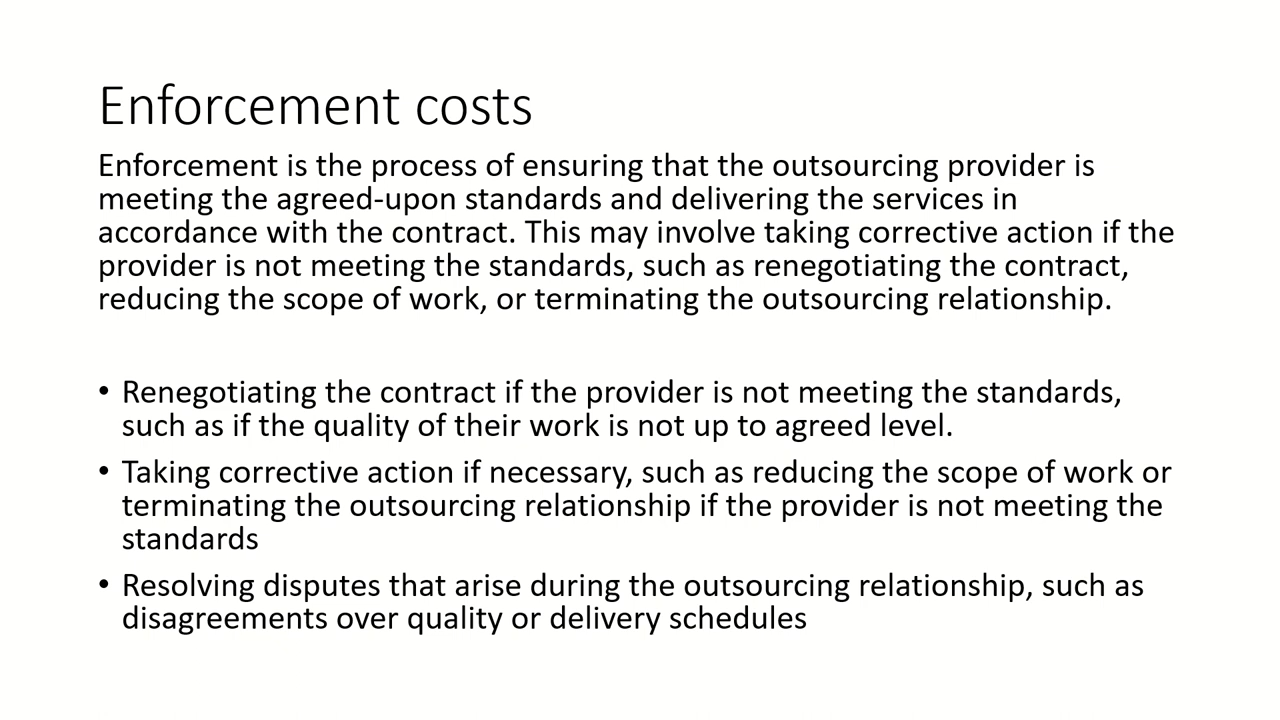 Enforcement costs
Enforcement is the process of ensuring that the outsourcing provider is
meeting the agreed-upon standards and delivering the services in
accordance with the contract. This may involve taking corrective action if the
provider is not meeting the standards, such as renegotiating the contract,
reducing the scope of work, or terminating the outsourcing relationship.
• Renegotiating the contract if the provider is not meeting the standards,
such as if the quality of their work is not up to agreed level.
• Taking corrective action if necessary, such as reducing the scope of work or
terminating the outsourcing relationship if the provider is not meeting the
standards
• Resolving disputes that arise during the outsourcing relationship, such as
disagreements over quality or delivery schedules